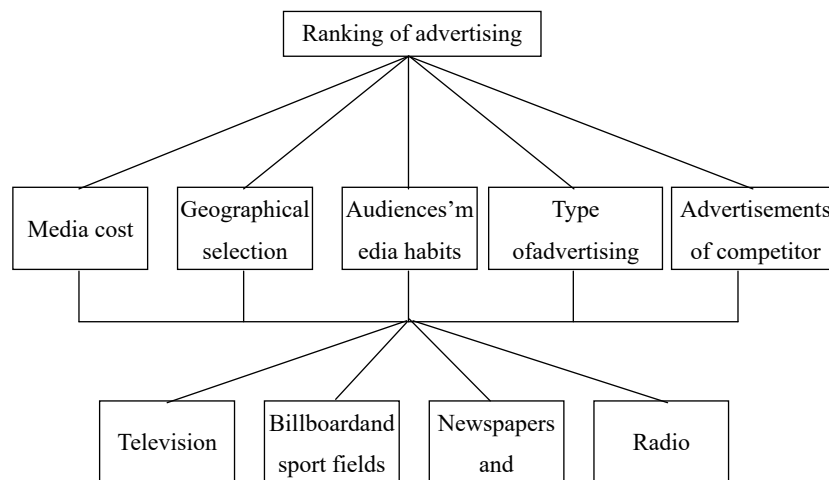 Ranking of advertising
Media cost
Geographical
selection
Audiences'm
edia habits
Type
ofadvertising
Advertisements
of competitor
Television
Billboardand
sport fields
Newspapers
and
Radio